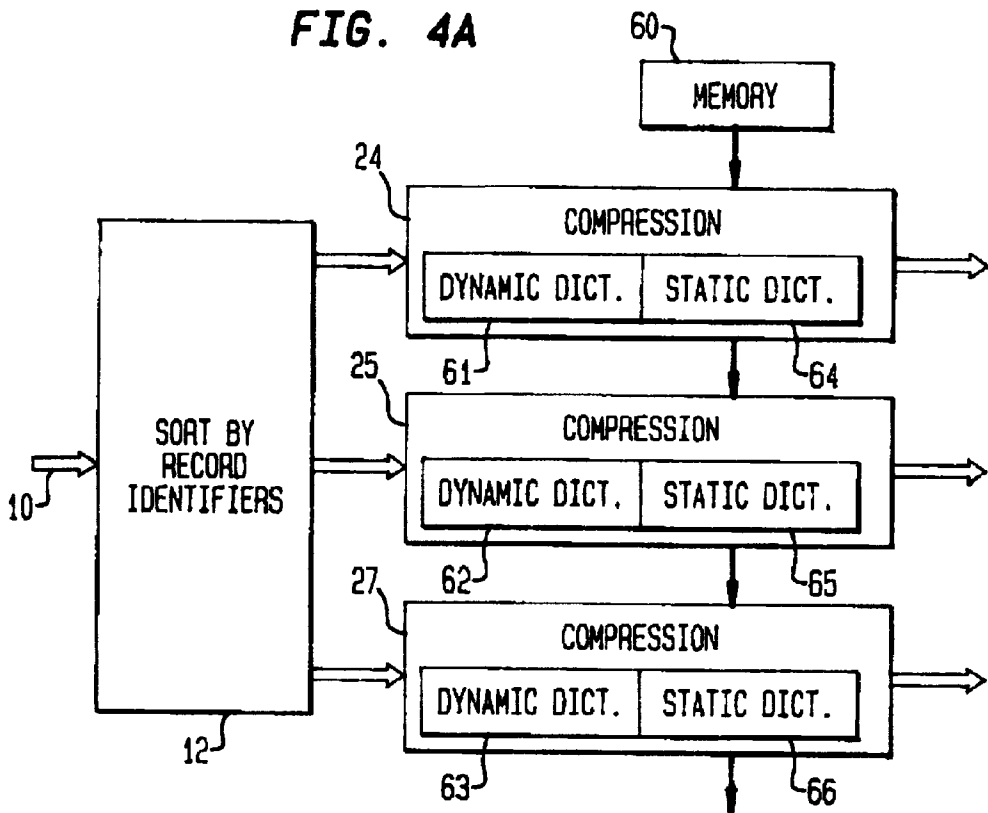 FIG. 4A
60
MEMORY
24
COMPRESSION
DYNAMIC DICT. STATIC DICT.
61 64
25
COMPRESSION
SORT BY
RECORD
IDENTIFIERS
DYNAMIC DICT. STATIC DICT.
10
62 65
27
COMPRESSION
DYNAMIC DICT. STATIC DICT.
12
63 66